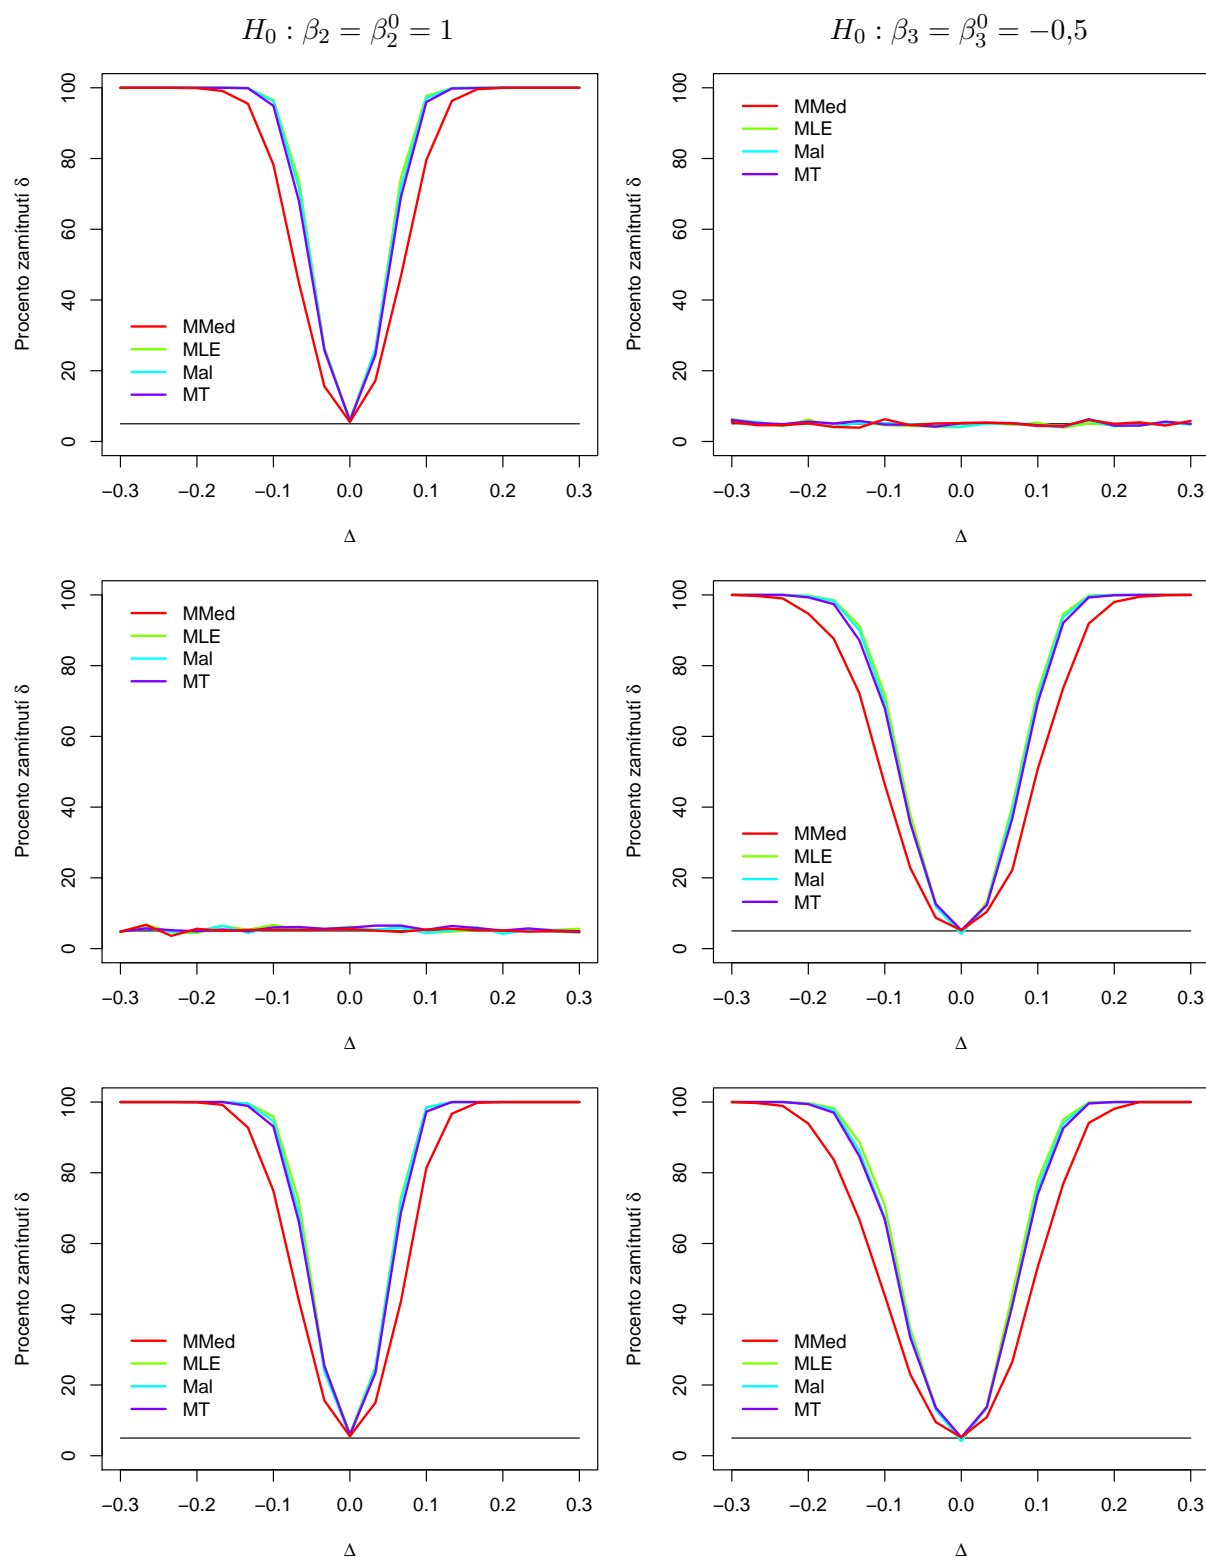 H₀ : β₂ = β₂⁰ = 1
H₀ : β₃ = β₃⁰ = −0,5
Procento zamítnutí δ
100
80
60
40
20
0
MMed
MLE
Mal
MT
−0.3 −0.2 −0.1 0.0 0.1 0.2 0.3
Δ
Procento zamítnutí δ
100
80
60
40
20
0
MMed
MLE
Mal
MT
−0.3 −0.2 −0.1 0.0 0.1 0.2 0.3
Δ
Procento zamítnutí δ
100
80
60
40
20
0
MMed
MLE
Mal
MT
−0.3 −0.2 −0.1 0.0 0.1 0.2 0.3
Δ
Procento zamítnutí δ
100
80
60
40
20
0
MMed
MLE
Mal
MT
−0.3 −0.2 −0.1 0.0 0.1 0.2 0.3
Δ
Procento zamítnutí δ
100
80
60
40
20
0
MMed
MLE
Mal
MT
−0.3 −0.2 −0.1 0.0 0.1 0.2 0.3
Δ
Procento zamítnutí δ
100
80
60
40
20
0
MMed
MLE
Mal
MT
−0.3 −0.2 −0.1 0.0 0.1 0.2 0.3
Δ